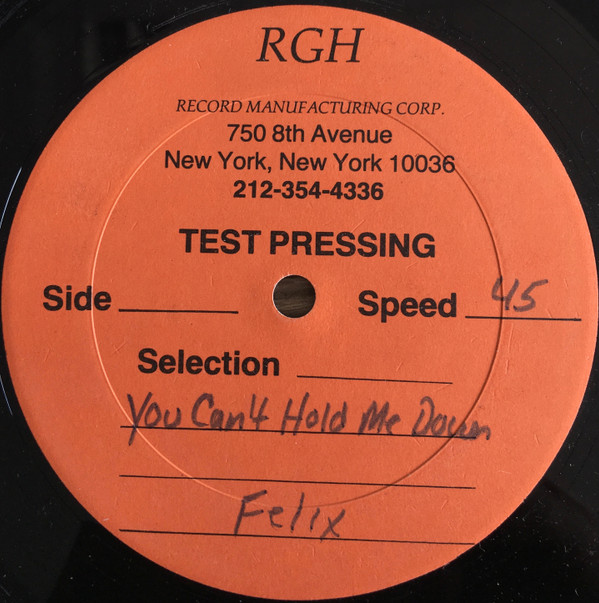 RGH
RECORD MANUFACTURING CORP.
750 8th Avenue
New York, New York 10036
212-354-4336
TEST PRESSING
Side Speed 45
Selection
You Can't Hold Me Down
Felix